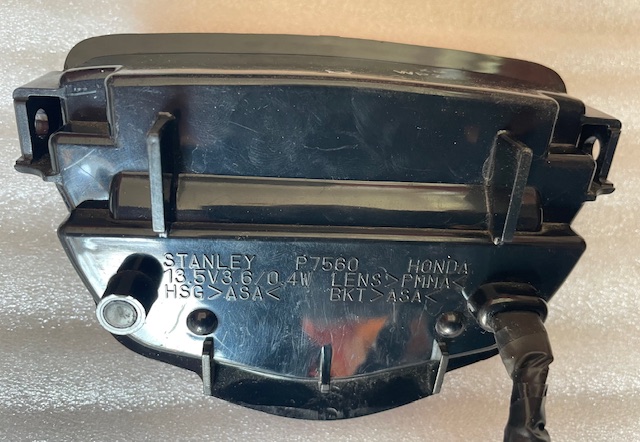 STANLEY P7560 HONDA
13.5V3.6/0.4W LENS>PMMA<
HSG>ASA< BKT>ASA<